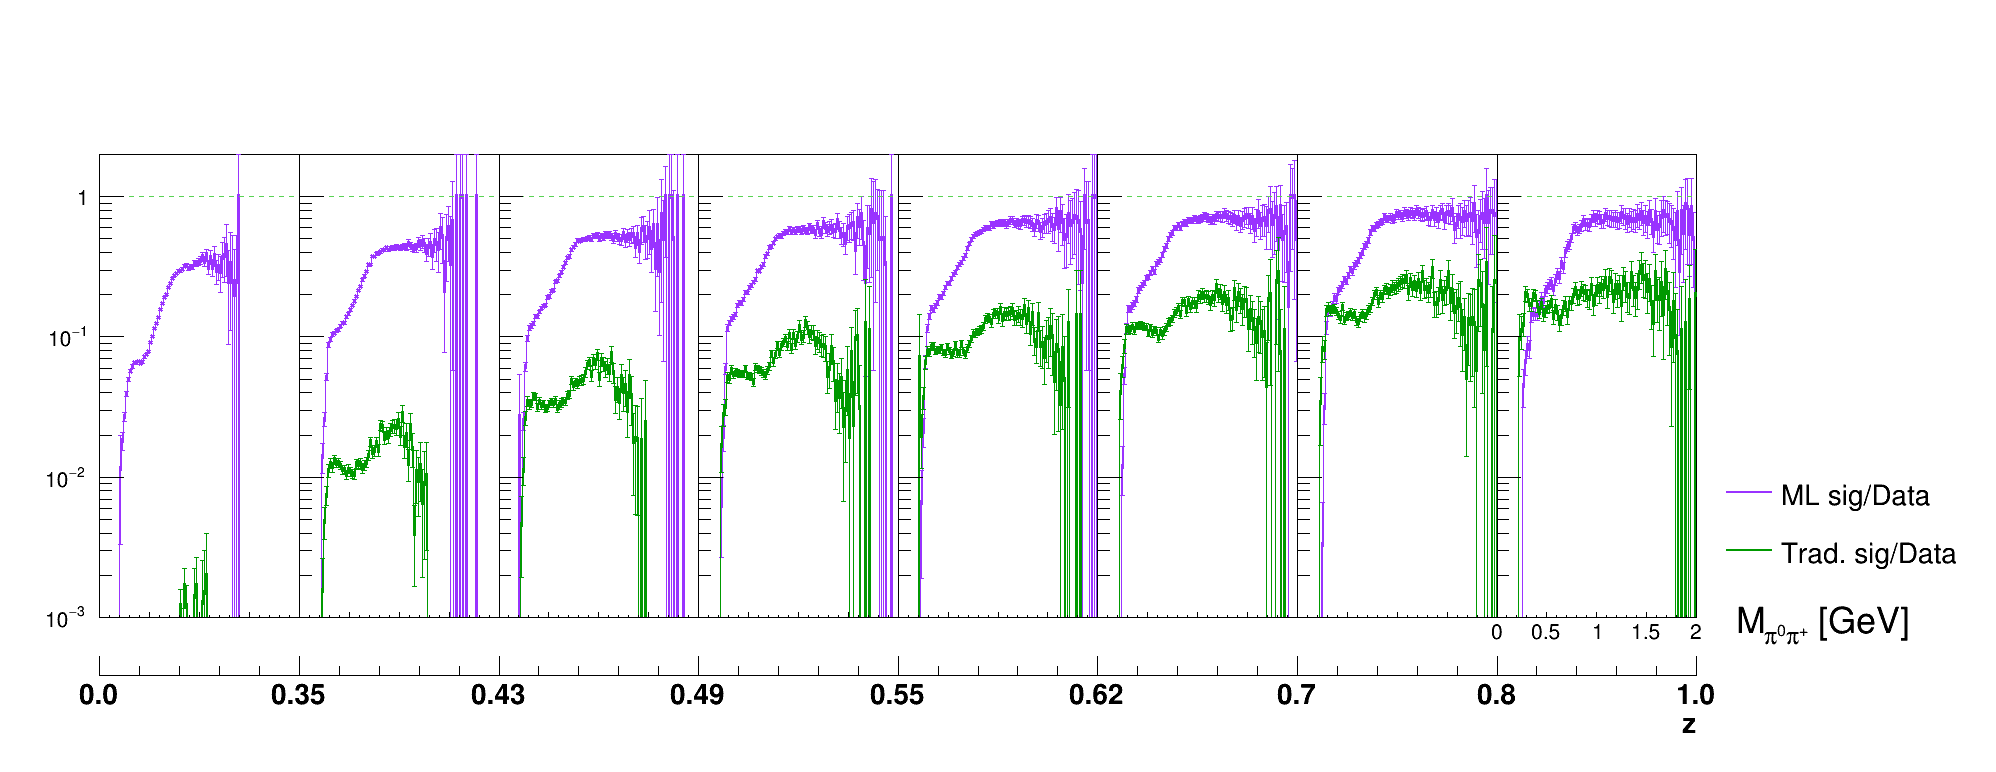 1
10⁻¹
10⁻²
10⁻³
ML sig/Data
Trad. sig/Data
0 0.5 1 1.5 2
M_π⁰π⁺ [GeV]
0.0 0.35 0.43 0.49 0.55 0.62 0.7 0.8 1.0
z